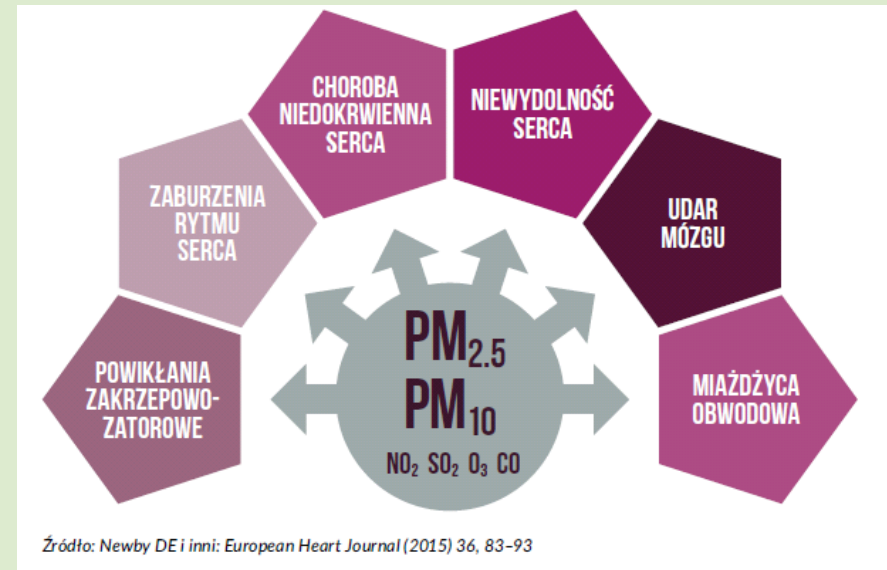 CHOROBA
NIEDOKRWIENNA
SERCA
NIEWYDOLNOŚĆ
SERCA
ZABURZENIA
RYTMU
SERCA
UDAR
MÓZGU
POWIKŁANIA
ZAKRZEPOWO-
ZATOROWE
PM2.5
PM10
NO₂ SO₂ O₃ CO
MIAŻDŻYCA
OBWODOWA
Źródło: Newby DE i inni: European Heart Journal (2015) 36, 83–93